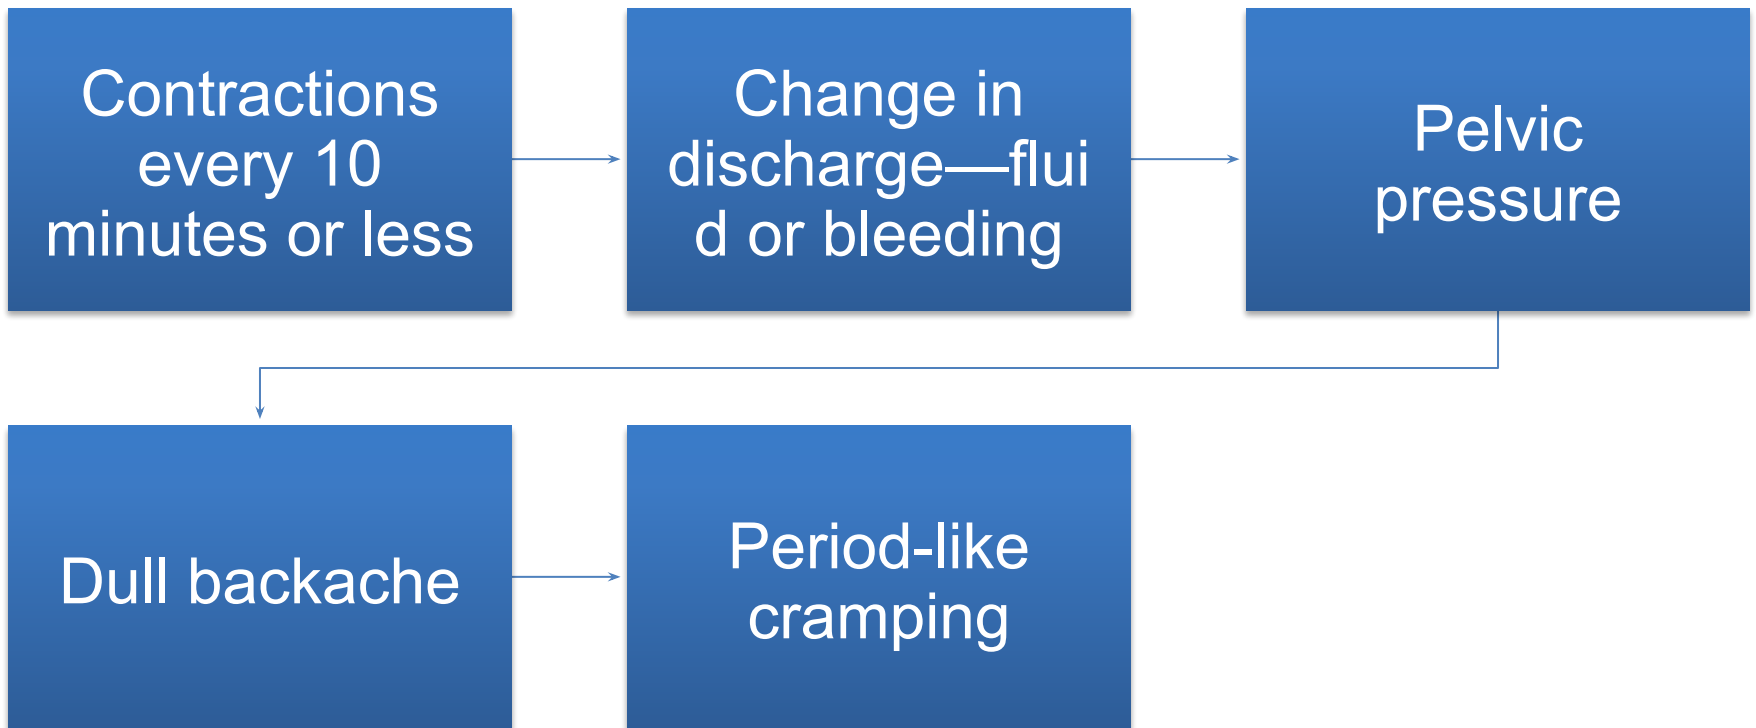 Contractions
every 10
minutes or less
Change in
discharge—flui
d or bleeding
Pelvic
pressure
Dull backache
Period-like
cramping